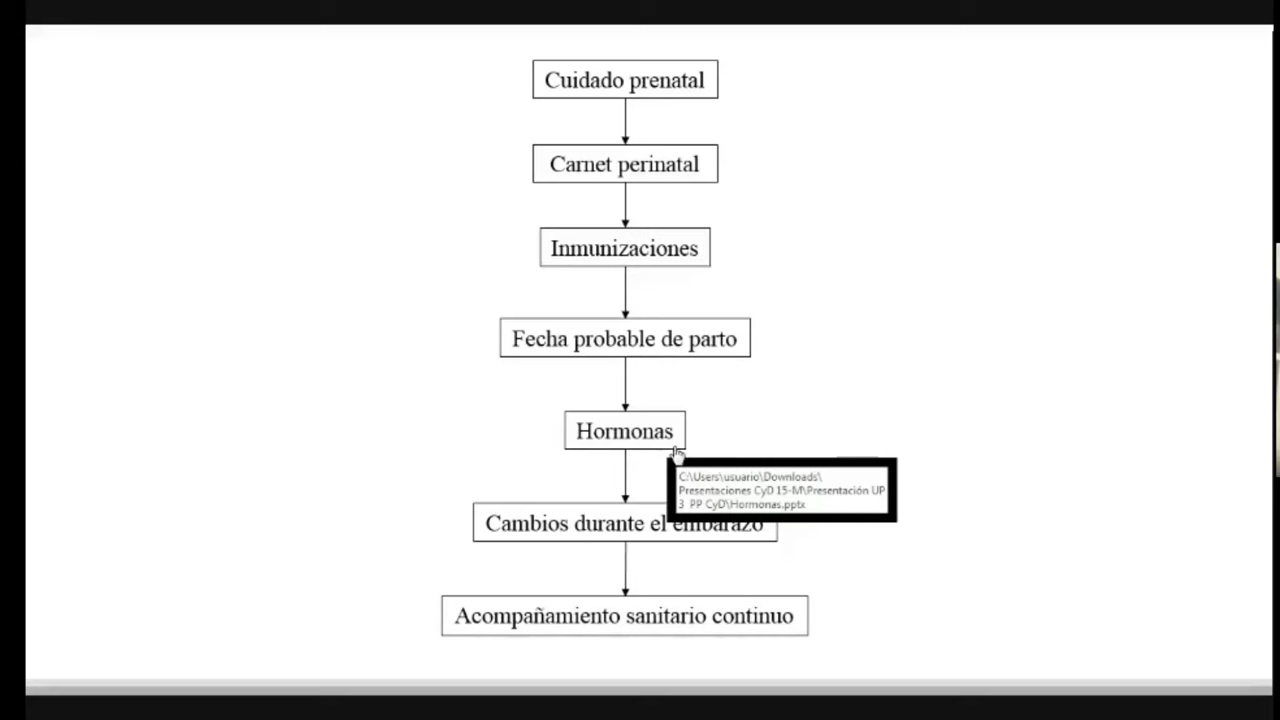 Cuidado prenatal
Carnet perinatal
Inmunizaciones
Fecha probable de parto
Hormonas
C:\Users\usuario\Downloads\
Presentaciones CyD 15-M\Presentación UP
3 PP CyD\Hormonas.pptx
Cambios durante el embarazo
Acompañamiento sanitario continuo